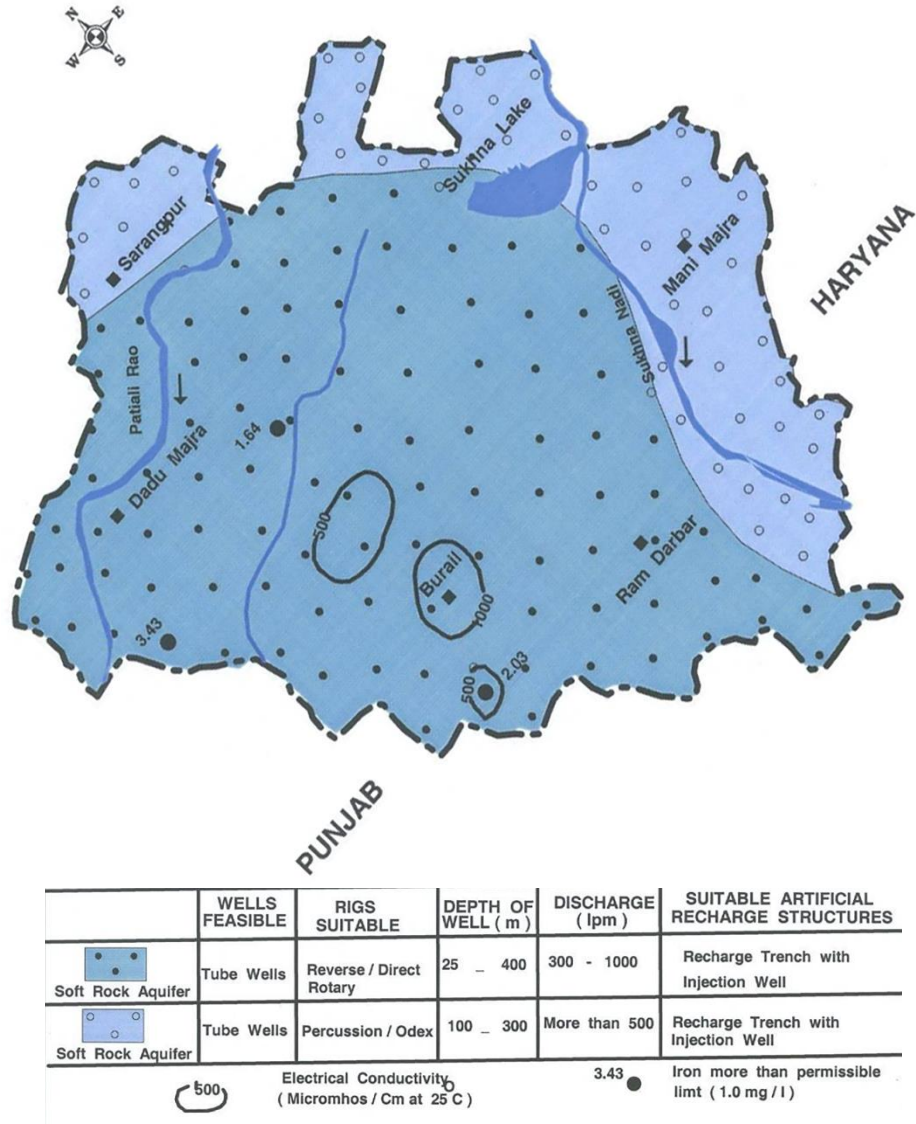 N E
W S
Sukhna Lake
Sarangpur
Mani Majra
HARYANA
Sukhna Nadi
Patiali Rao
1.64
Dadu Majra
500
Burail
1000
Ram Darbar
3.43
2.03
500
PUNJAB
WELLS FEASIBLE
RIGS SUITABLE
DEPTH OF WELL ( m )
DISCHARGE ( lpm )
SUITABLE ARTIFICIAL RECHARGE STRUCTURES
Soft Rock Aquifer
Tube Wells
Reverse / Direct Rotary
25 _ 400
300 - 1000
Recharge Trench with Injection Well
Soft Rock Aquifer
Tube Wells
Percussion / Odex
100 _ 300
More than 500
Recharge Trench with Injection Well
500
Electrical Conductivity
( Micromhos / Cm at 25 C )
3.43
Iron more than permissible
limt ( 1.0 mg / l )